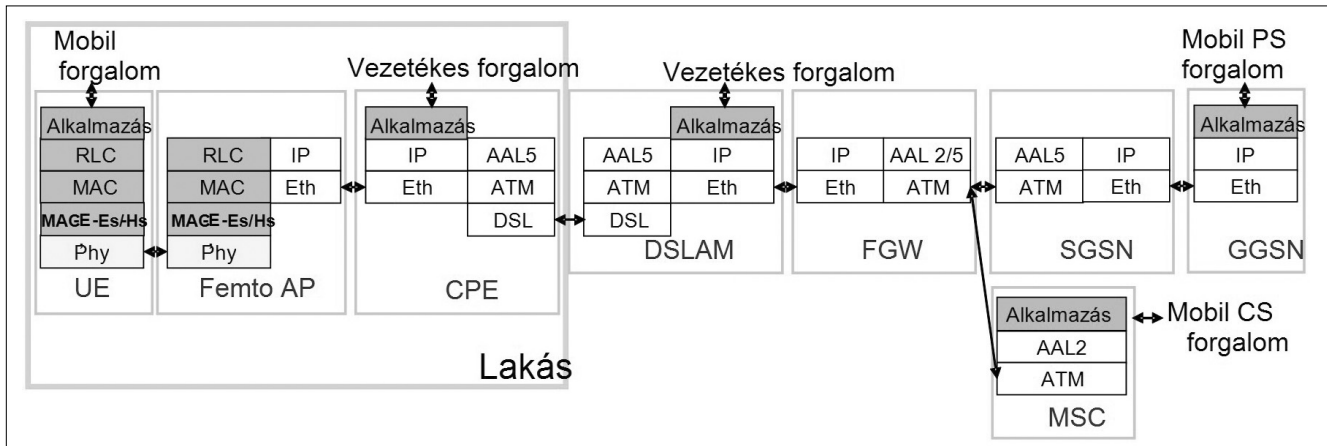 Mobil
forgalom
Vezetékes forgalom
Vezetékes forgalom
Mobil PS
forgalom
Alkalmazás
RLC
MAC
MAGE-Es/Hs
Phy
UE
RLC
IP
MAC
Eth
MAGE-Es/Hs
Phy
Femto AP
Alkalmazás
IP
AAL5
Eth
ATM
DSL
CPE
Lakás
Alkalmazás
AAL5
IP
ATM
Eth
DSL
DSLAM
IP
AAL 2/5
Eth
ATM
FGW
AAL5
IP
ATM
Eth
SGSN
Alkalmazás
IP
Eth
GGSN
Alkalmazás
AAL2
ATM
MSC
Mobil CS
forgalom